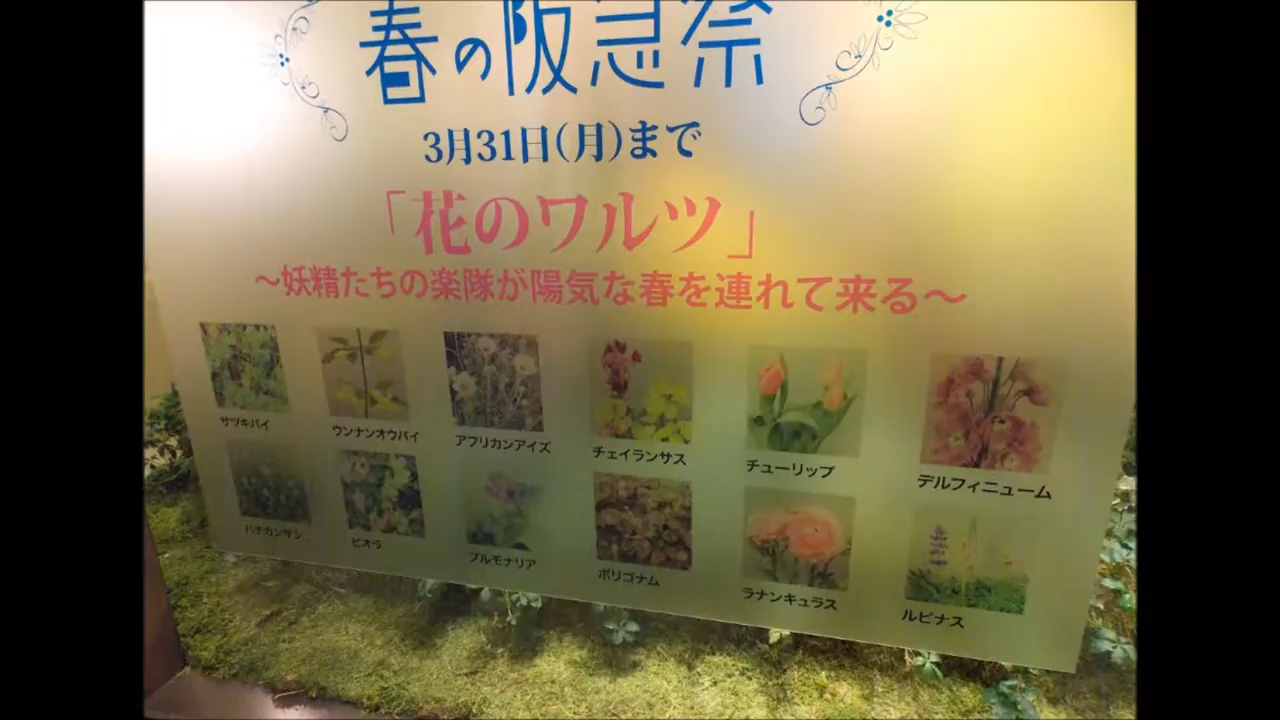 春の阪急祭
3月31日(月)まで
「花のワルツ」
～妖精たちの楽隊が陽気な春を連れて来る～
サツキバイ
ウンナンオウバイ
アフリカンアイズ
チェイランサス
チューリップ
デルフィニューム
ハナカンザシ
ビオラ
プルモナリア
ポリゴナム
ラナンキュラス
ルピナス